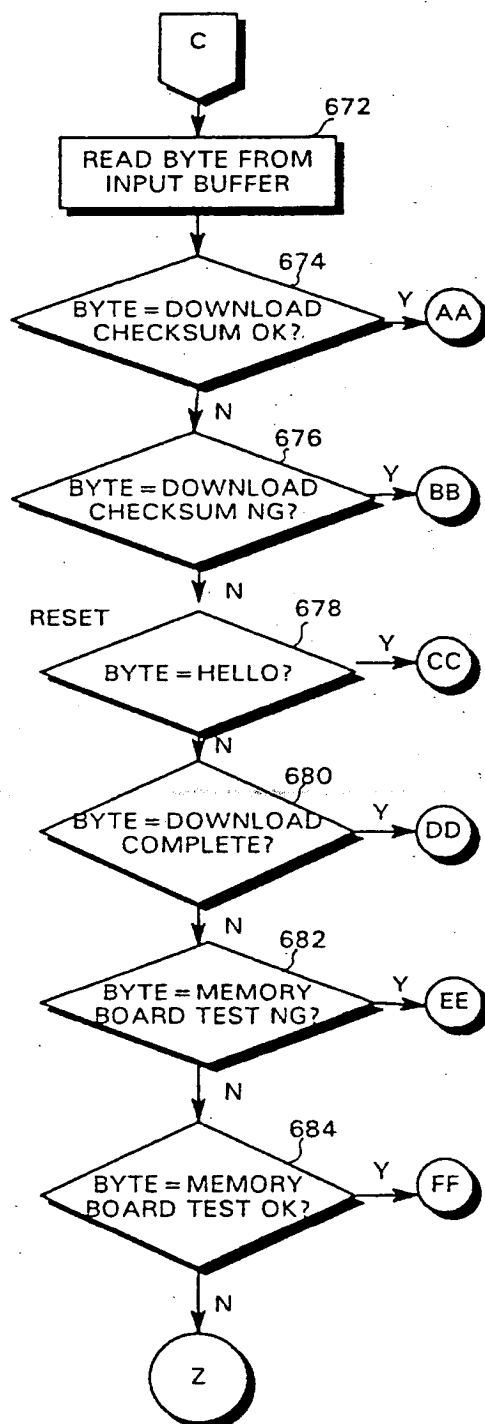 C
672
READ BYTE FROM
INPUT BUFFER
674
BYTE = DOWNLOAD
CHECKSUM OK?
Y
AA
N
676
BYTE = DOWNLOAD
CHECKSUM NG?
Y
BB
N
RESET
678
BYTE = HELLO?
Y
CC
N
680
BYTE = DOWNLOAD
COMPLETE?
Y
DD
N
682
BYTE = MEMORY
BOARD TEST NG?
Y
EE
N
684
BYTE = MEMORY
BOARD TEST OK?
Y
FF
N
Z